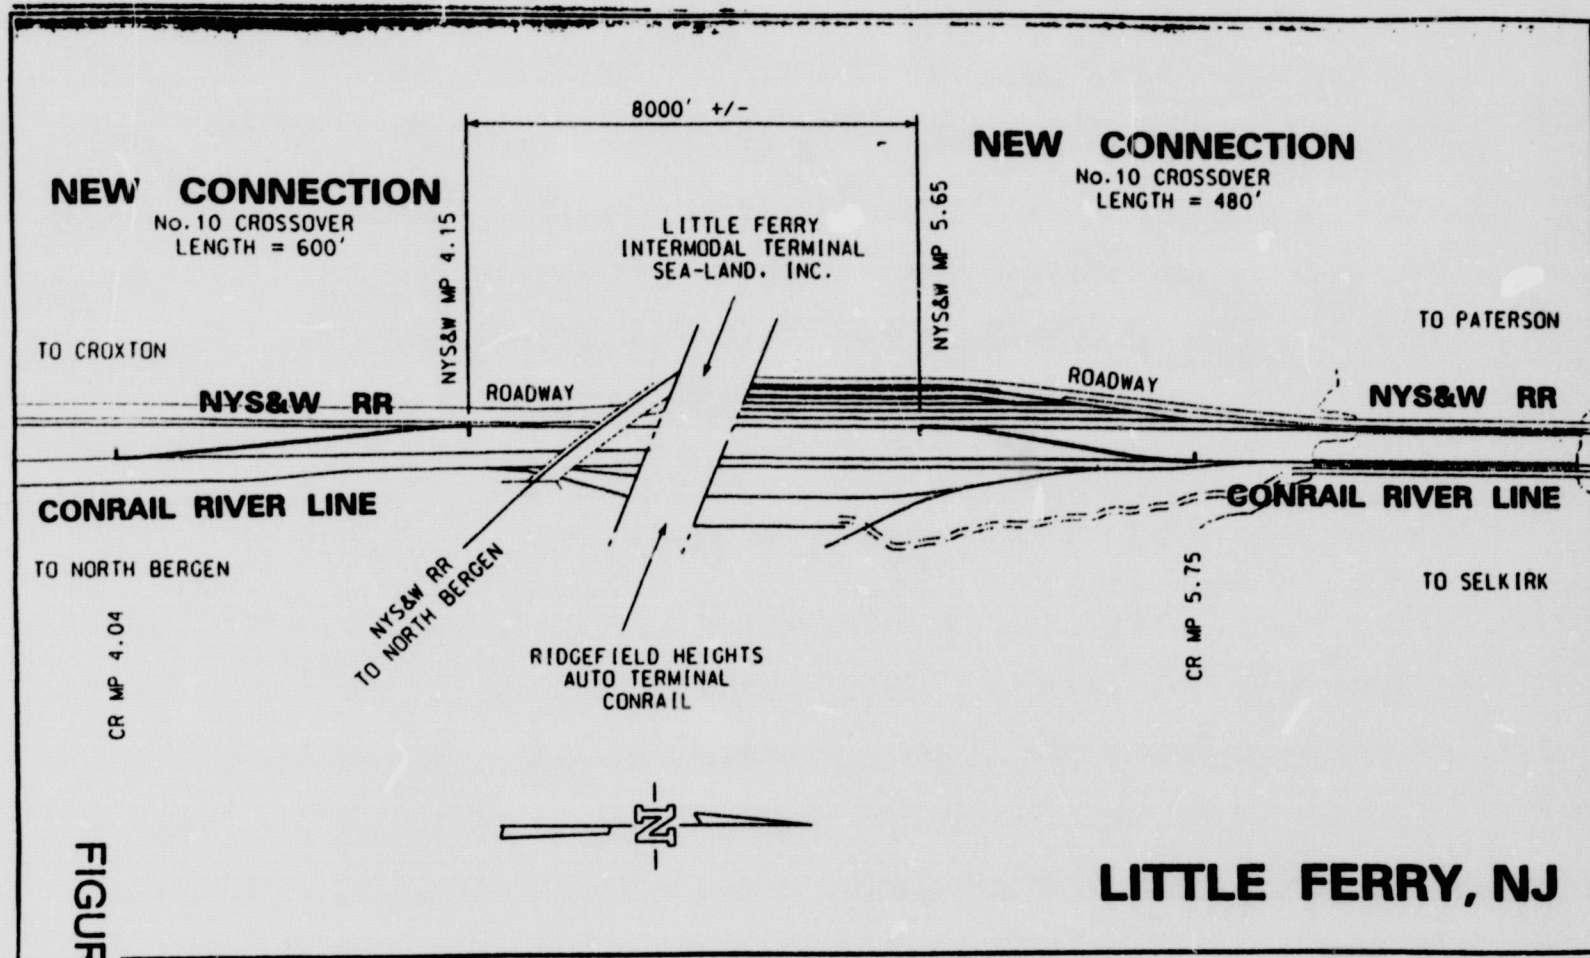 8000' +/-
NEW CONNECTION
No. 10 CROSSOVER
LENGTH = 480'
NEW CONNECTION
No. 10 CROSSOVER
LENGTH = 600'
NYS&W MP 4.15
LITTLE FERRY
INTERMODAL TERMINAL
SEA-LAND, INC.
NYS&W MP 5.65
TO CROXTON
TO PATERSON
NYS&W RR
ROADWAY
ROADWAY
NYS&W RR
CONRAIL RIVER LINE
CONRAIL RIVER LINE
TO NORTH BERGEN
TO SELKIRK
CR MP 4.04
NYS&W RR
TO NORTH BERGEN
RIDGEFIELD HEIGHTS
AUTO TERMINAL
CONRAIL
CR MP 5.75
N
LITTLE FERRY, NJ
FIGUR